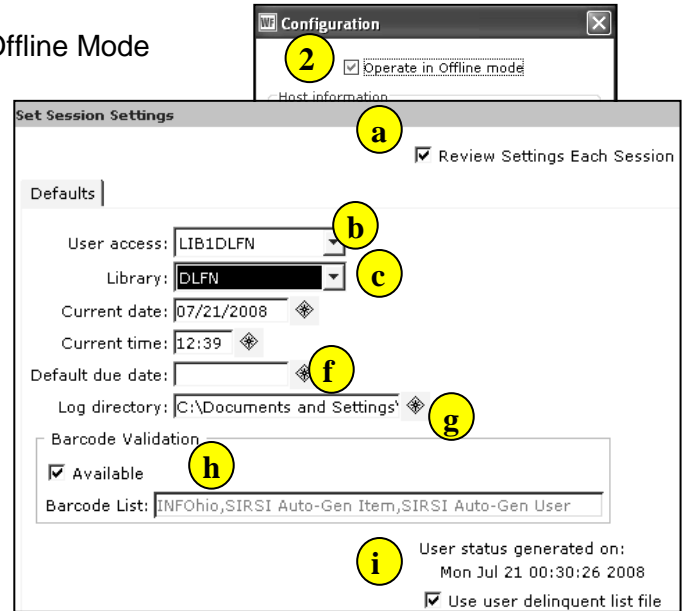 Offline Mode
WF Configuration
2
Operate in Offline mode
Host information
Set Session Settings
a
Review Settings Each Session
Defaults
b
User access: LIB1DLFN
Library: DLFN
c
Current date: 07/21/2008
Current time: 12:39
Default due date:
f
Log directory: C:\Documents and Settings\
g
Barcode Validation
Available
h
Barcode List: INFOhio,SIRSI Auto-Gen Item,SIRSI Auto-Gen User
i
User status generated on:
Mon Jul 21 00:30:26 2008
Use user delinquent list file